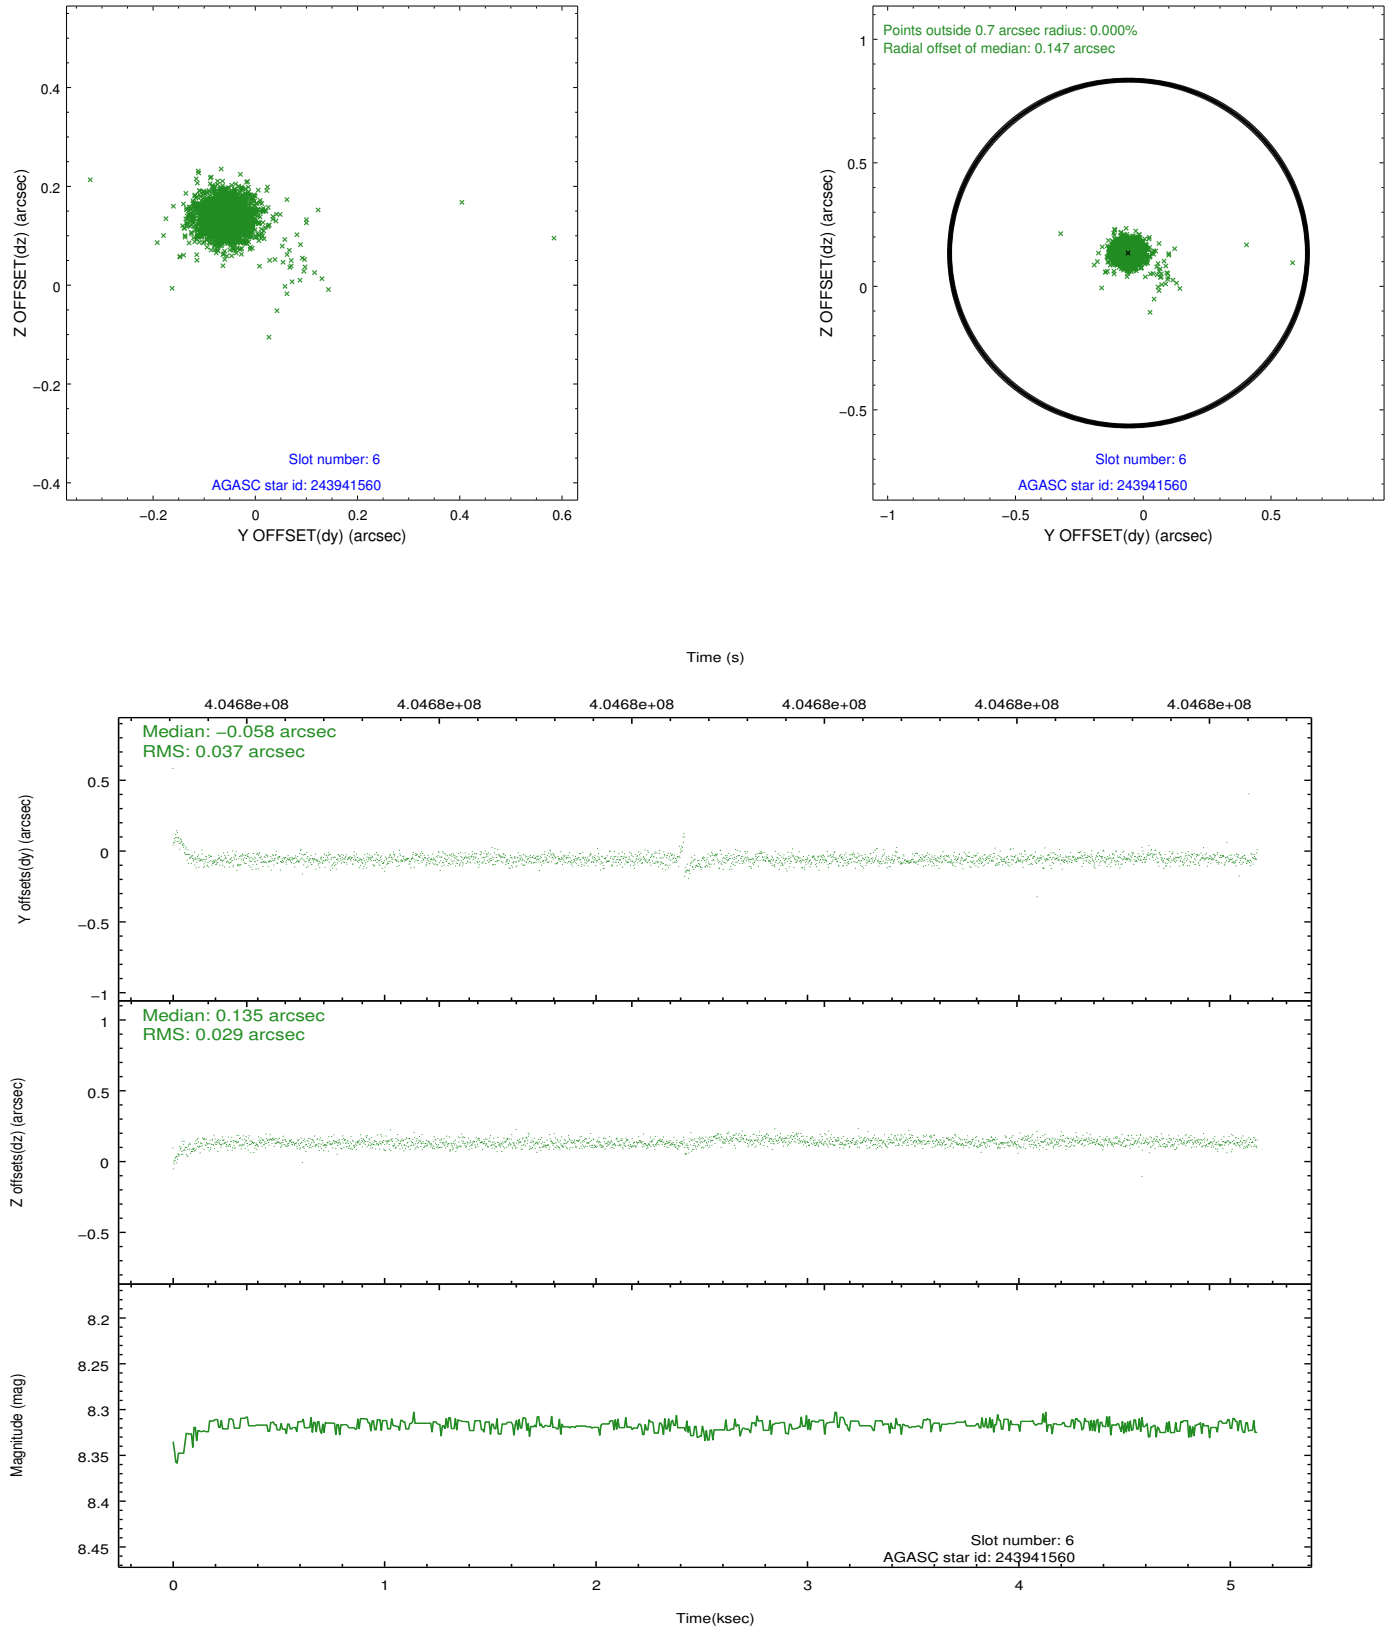 0.4
0.2
0
−0.2
−0.4
Z OFFSET(dz) (arcsec)
Slot number: 6
AGASC star id: 243941560
−0.2
0
0.2
0.4
0.6
Y OFFSET(dy) (arcsec)
Points outside 0.7 arcsec radius: 0.000%
Radial offset of median: 0.147 arcsec
1
0.5
0
−0.5
Z OFFSET(dz) (arcsec)
Slot number: 6
AGASC star id: 243941560
−1
−0.5
0
0.5
Y OFFSET(dy) (arcsec)
Time (s)
4.0468e+08
4.0468e+08
4.0468e+08
4.0468e+08
4.0468e+08
4.0468e+08
Median: −0.058 arcsec
RMS: 0.037 arcsec
0.5
0
−0.5
−1
Y offsets(dy) (arcsec)
Median: 0.135 arcsec
RMS: 0.029 arcsec
1
0.5
0
−0.5
Z offsets(dz) (arcsec)
8.2
8.25
8.3
8.35
8.4
8.45
Magnitude (mag)
Slot number: 6
AGASC star id: 243941560
0
1
2
3
4
5
Time(ksec)